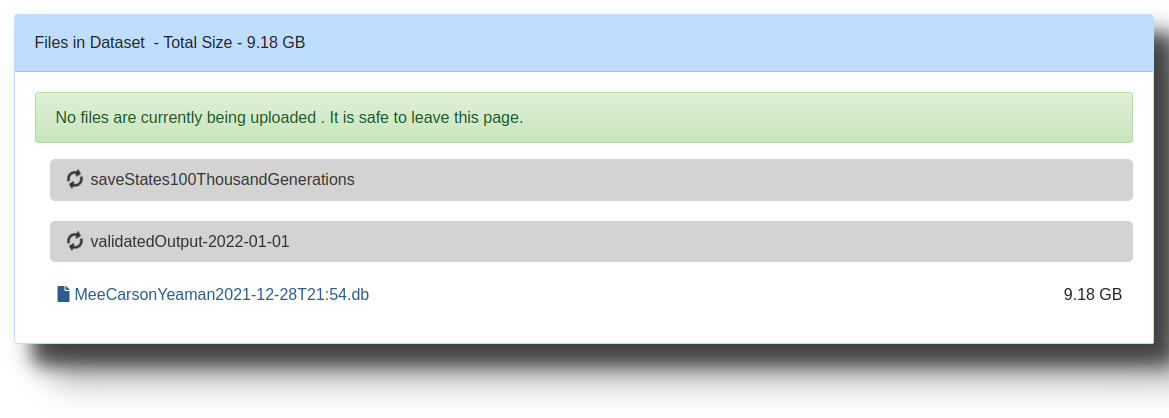 Files in Dataset - Total Size - 9.18 GB
No files are currently being uploaded . It is safe to leave this page.
saveStates100ThousandGenerations
validatedOutput-2022-01-01
MeeCarsonYeaman2021-12-28T21:54.db 9.18 GB